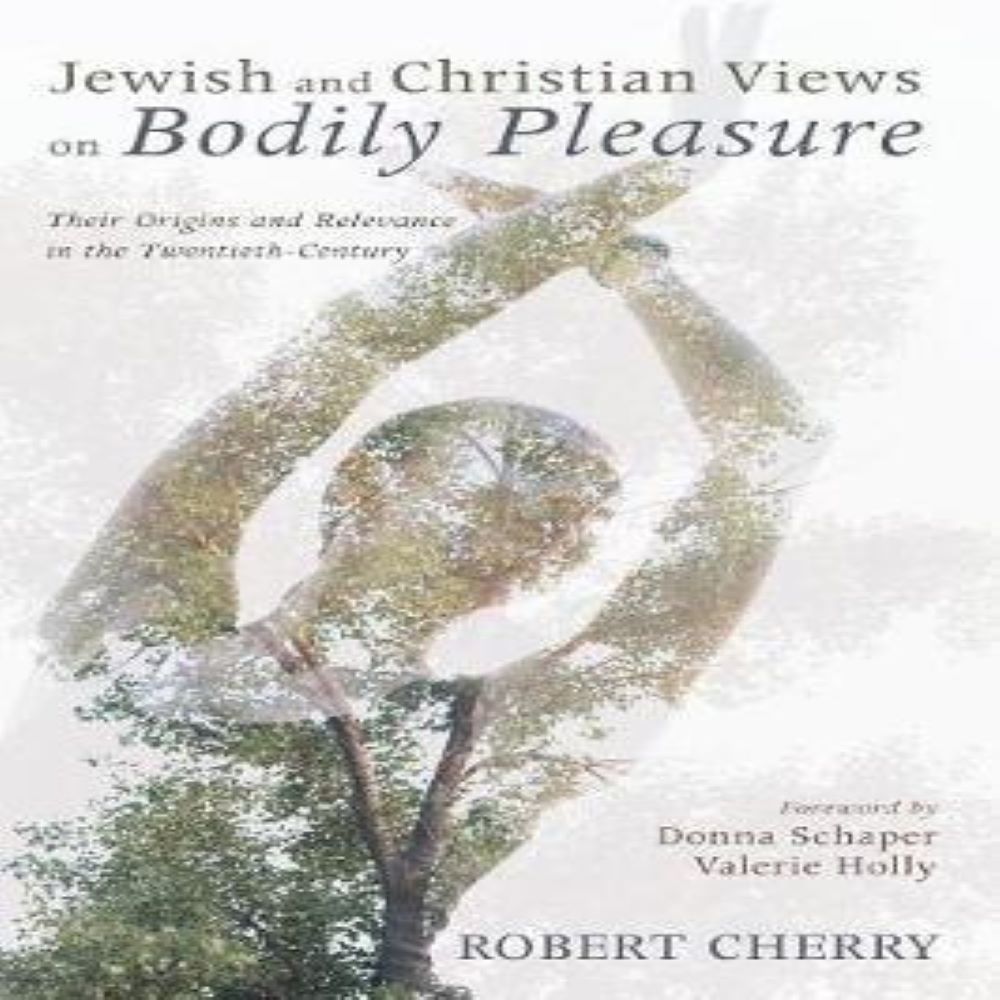 Jewish and Christian Views
on Bodily Pleasure
Their Origins and Relevance
in the Twentieth-Century
Foreword by
Donna Schaper
Valerie Holly
ROBERT CHERRY